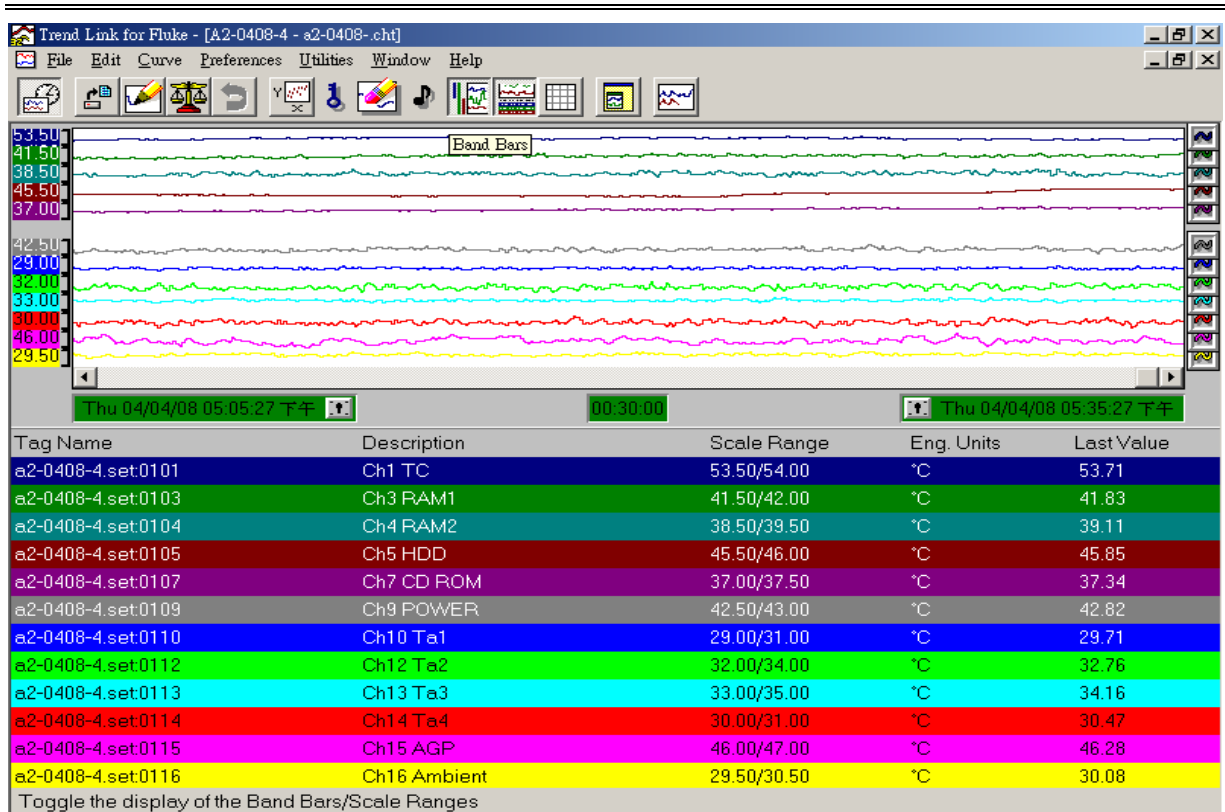 Trend Link for Fluke - [A2-0408-4 - a2-0408-.cht]
File Edit Curve Preferences Utilities Window Help
53.50
Band Bars
41.50
38.50
45.50
37.00
42.50
29.00
32.00
33.00
30.00
46.00
29.50
Thu 04/04/08 05:05:27 下午 00:30:00 Thu 04/04/08 05:35:27 下午
Tag Name Description Scale Range Eng. Units Last Value
a2-0408-4.set:0101 Ch1 TC 53.50/54.00 °C 53.71
a2-0408-4.set:0103 Ch3 RAM1 41.50/42.00 °C 41.83
a2-0408-4.set:0104 Ch4 RAM2 38.50/39.50 °C 39.11
a2-0408-4.set:0105 Ch5 HDD 45.50/46.00 °C 45.85
a2-0408-4.set:0107 Ch7 CD ROM 37.00/37.50 °C 37.34
a2-0408-4.set:0109 Ch9 POWER 42.50/43.00 °C 42.82
a2-0408-4.set:0110 Ch10 Ta1 29.00/31.00 °C 29.71
a2-0408-4.set:0112 Ch12 Ta2 32.00/34.00 °C 32.76
a2-0408-4.set:0113 Ch13 Ta3 33.00/35.00 °C 34.16
a2-0408-4.set:0114 Ch14 Ta4 30.00/31.00 °C 30.47
a2-0408-4.set:0115 Ch15 AGP 46.00/47.00 °C 46.28
a2-0408-4.set:0116 Ch16 Ambient 29.50/30.50 °C 30.08
Toggle the display of the Band Bars/Scale Ranges